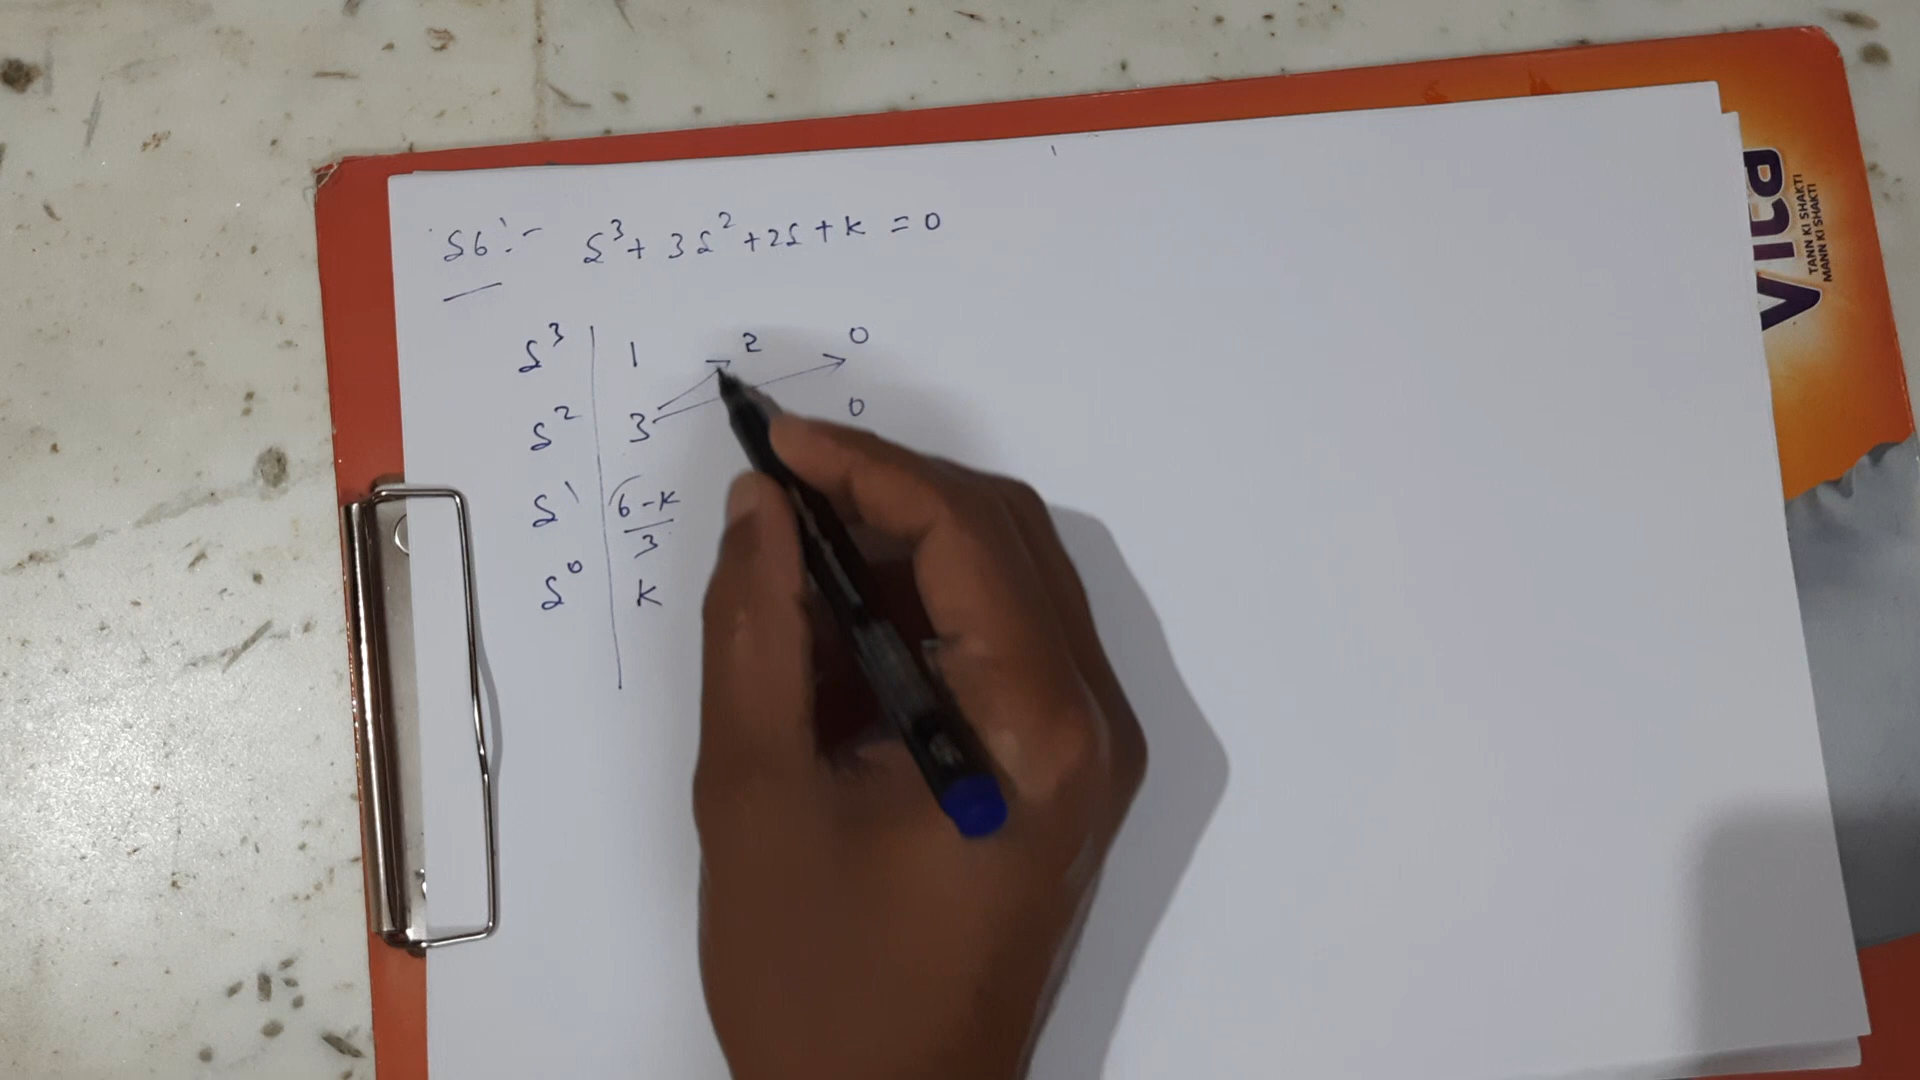 S6:- S³ + 3S² + 2S + K = 0
S³ | 1 2 0
S² | 3 0
S¹ | (6-K/3
S⁰ | K
Vita
TANN KI SHAKTI
MANN KI SHAKTI